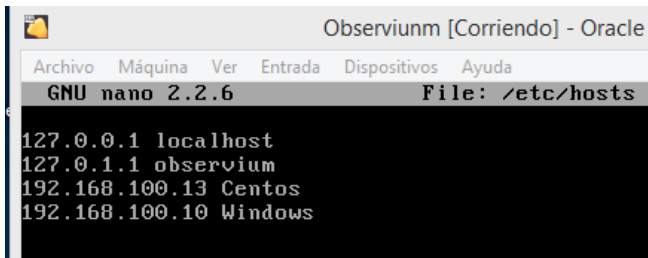 Observiunm [Corriendo] - Oracle
Archivo Máquina Ver Entrada Dispositivos Ayuda
GNU nano 2.2.6 File: /etc/hosts
127.0.0.1 localhost
127.0.1.1 observium
192.168.100.13 Centos
192.168.100.10 Windows